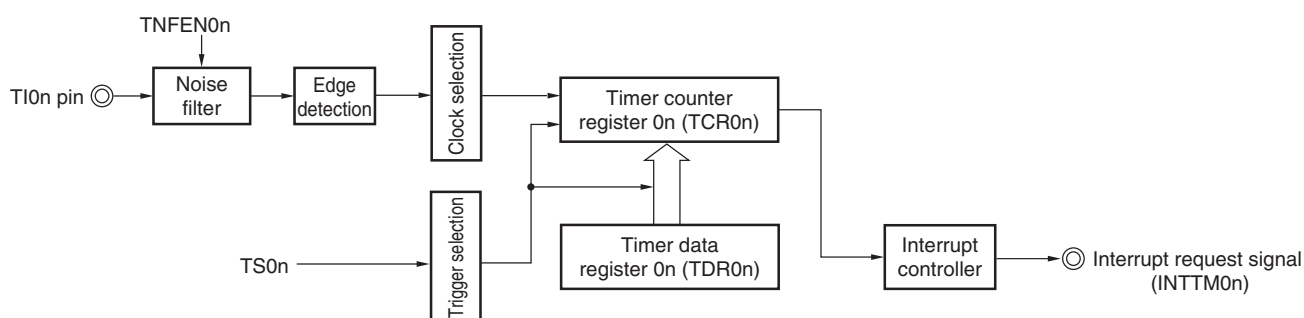 TNFEN0n
TI0n pin
Noise
filter
Edge
detection
Clock selection
Timer counter
register 0n (TCR0n)
TS0n
Trigger selection
Timer data
register 0n (TDR0n)
Interrupt
controller
Interrupt request signal
(INTTM0n)